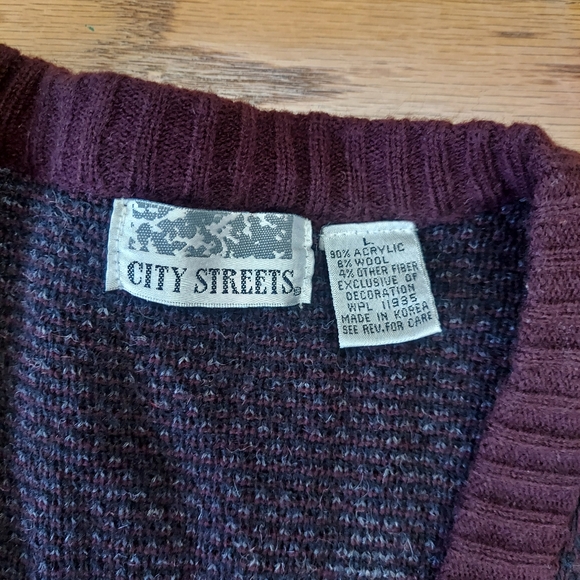 CITY STREETS
L
90% ACRYLIC
6% WOOL
4% OTHER FIBER
EXCLUSIVE OF
DECORATION
WPL 11935
MADE IN KOREA
SEE REV. FOR CARE